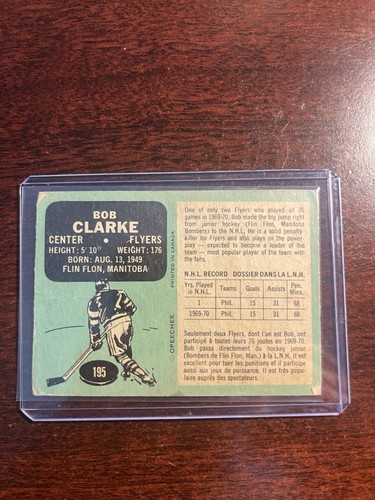 BOB
CLARKE
CENTER • FLYERS
HEIGHT: 5' 10½ WEIGHT: 176
BORN: AUG. 13, 1949
FLIN FLON, MANITOBA
195
© OPEECHEE PRINTED IN CANADA
One of only two Flyers who played all 76
games in 1969-70, Bob made the big jump right
from junior hockey (Flin Flon, Manitoba
Bombers) to the N.H.L. He is a solid penalty-
killer for Flyers and also plays on the power-
play — expected to become a leader of the
team — most popular player of the team with
the fans.
N.H.L. RECORD DOSSIER DANS LA L.N.H.
Yrs. Played in N.H.L. Teams Goals Assists Pen. Mins.
1 Phil. 15 31 68
1969-70 Phil. 15 31 68
Seulement deux Flyers, dont l'un est Bob, ont
participé à toutes leurs 76 joutes en 1969-70.
Bob passa directement du hockey junior
(Bombers de Flin Flon, Man.) à la L.N.H. Il
excelle pour tuer les punitions et il participe
aussi aux jeux de puissance. Il est très popu-
laire auprès des spectateurs.